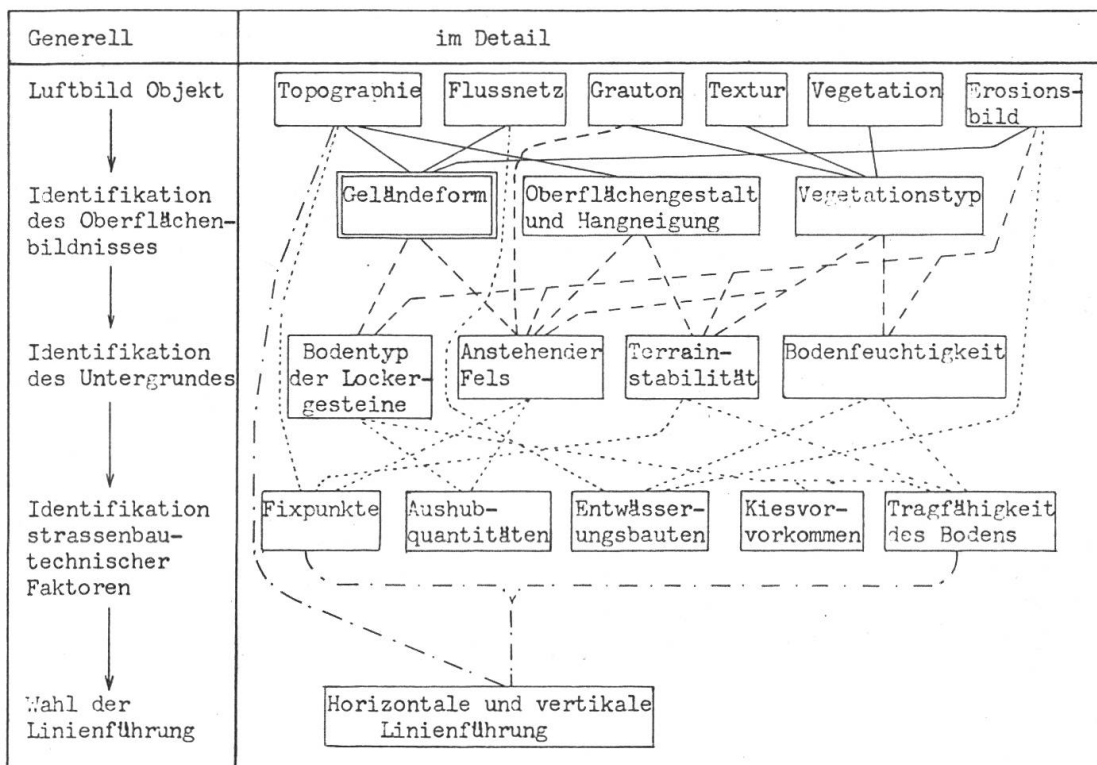 Generell
im Detail
Luftbild Objekt
Topographie
Flussnetz
Grauton
Textur
Vegetation
Erosions-
bild
Identifikation
des Oberflächen-
bildnisses
Geländeform
Oberflächengestalt
und Hangneigung
Vegetationstyp
Identifikation
des Untergrundes
Bodentyp
der Locker-
gesteine
Anstehender
Fels
Terrain-
stabilität
Bodenfeuchtigkeit
Identifikation
strassenbau-
technischer
Faktoren
Fixpunkte
Aushub-
quantitäten
Entwässer-
ungsbauten
Kiesvor-
vorkommen
Tragfähigkeit
des Bodens
Wahl der
Linienführung
Horizontale und vertikale
Linienführung